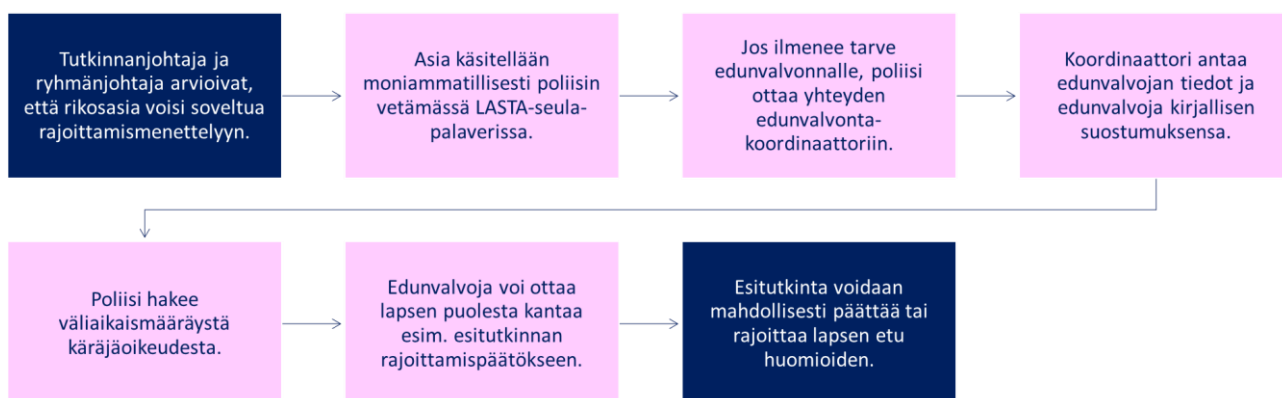 Tutkinnanjohtaja ja
ryhmänjohtaja arvioivat,
että rikosasia voisi soveltua
rajoittamismenettelyyn.
Asia käsitellään
moniammatillisesti poliisin
vetämässä LASTA-seula-
palaverissa.
Jos ilmenee tarve
edunvalvonnalle, poliisi
ottaa yhteyden
edunvalvonta-
koordinaattoriin.
Koordinaattori antaa
edunvalvojan tiedot ja
edunvalvoja kirjallisen
suostumuksensa.
Poliisi hakee
väliaikaismääräystä
käräjäoikeudesta.
Edunvalvoja voi ottaa
lapsen puolesta kantaa
esim. esitutkinnan
rajoittamispäätökseen.
Esitutkinta voidaan
mahdollisesti päättää tai
rajoittaa lapsen etu
huomioiden.